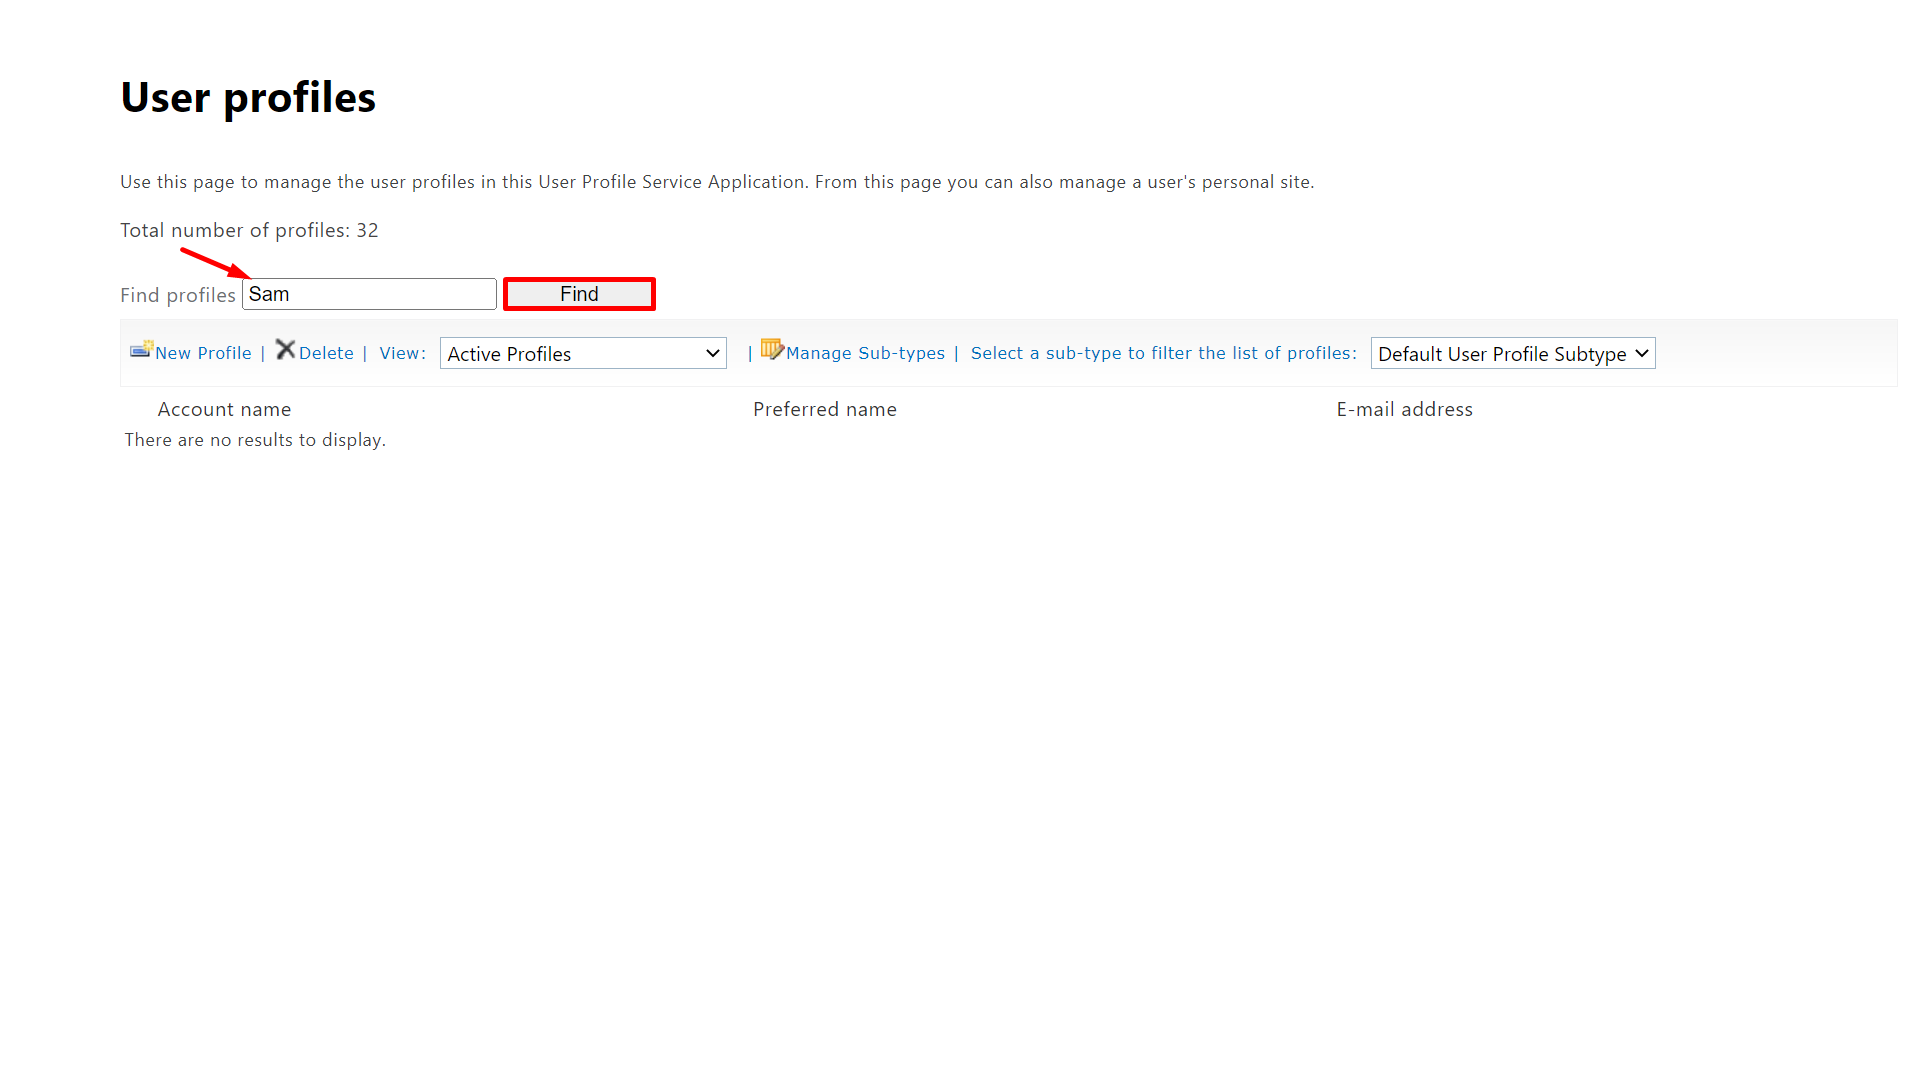 User profiles
Use this page to manage the user profiles in this User Profile Service Application. From this page you can also manage a user's personal site.
Total number of profiles: 32
Find profiles Sam Find
New Profile | Delete | View: Active Profiles | Manage Sub-types | Select a sub-type to filter the list of profiles: Default User Profile Subtype
Account name Preferred name E-mail address
There are no results to display.